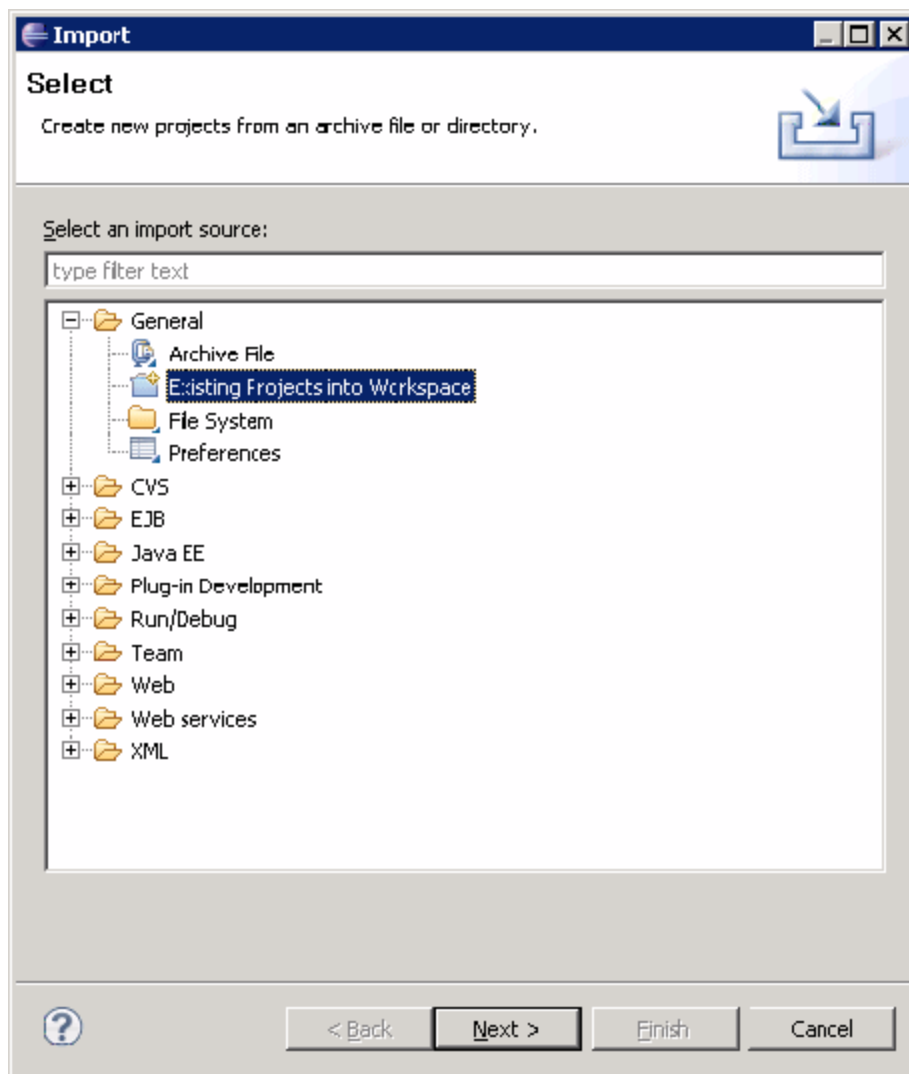 Import
Select
Create new projects from an archive file or directory.
Select an import source:
type filter text
General
Archive File
Existing Projects into Workspace
File System
Preferences
CVS
EJB
Java EE
Plug-in Development
Run/Debug
Team
Web
Web services
XML
?
< Back
Next >
Finish
Cancel